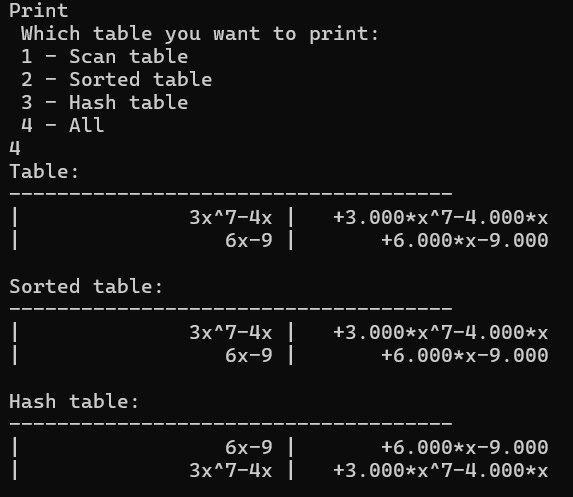 Print
 Which table you want to print:
 1 - Scan table
 2 - Sorted table
 3 - Hash table
 4 - All
4
Table:
-------------------------------------
|              3x^7-4x |   +3.000*x^7-4.000*x
|                 6x-9 |       +6.000*x-9.000

Sorted table:
-------------------------------------
|              3x^7-4x |   +3.000*x^7-4.000*x
|                 6x-9 |       +6.000*x-9.000

Hash table:
-------------------------------------
|                 6x-9 |       +6.000*x-9.000
|              3x^7-4x |   +3.000*x^7-4.000*x